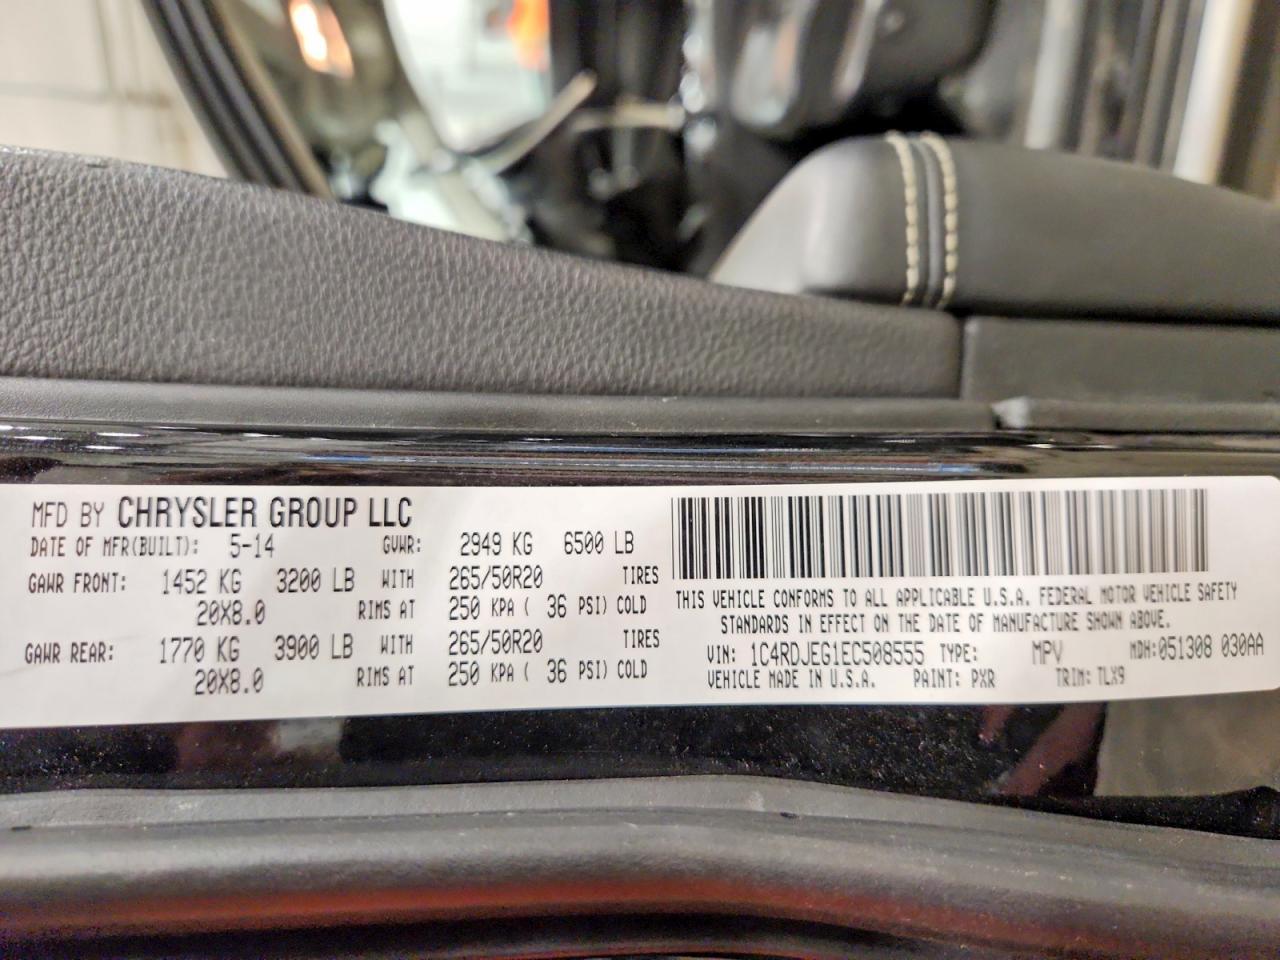 MFD BY CHRYSLER GROUP LLC
DATE OF MFR(BUILT): 5-14 GVWR: 2949 KG 6500 LB
GAWR FRONT: 1452 KG 3200 LB WITH 265/50R20 TIRES
20X8.0 RIMS AT 250 KPA ( 36 PSI) COLD
GAWR REAR: 1770 KG 3900 LB WITH 265/50R20 TIRES
20X8.0 RIMS AT 250 KPA ( 36 PSI) COLD
THIS VEHICLE CONFORMS TO ALL APPLICABLE U.S.A. FEDERAL MOTOR VEHICLE SAFETY
STANDARDS IN EFFECT ON THE DATE OF MANUFACTURE SHOWN ABOVE.
VIN: 1C4RDJEG1EC508555 TYPE: MPV MDH:051308 030AA
VEHICLE MADE IN U.S.A. PAINT: PXR TRIM: TLX9